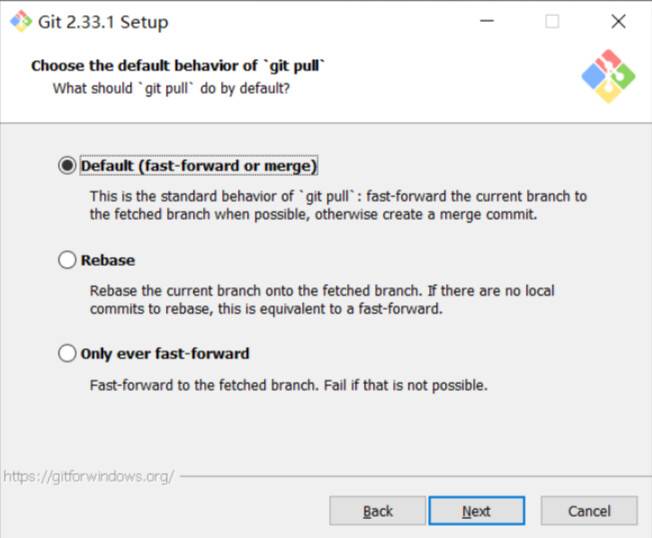 Git 2.33.1 Setup
Choose the default behavior of `git pull`
What should `git pull` do by default?
Default (fast-forward or merge)
This is the standard behavior of `git pull`: fast-forward the current branch to
the fetched branch when possible, otherwise create a merge commit.
Rebase
Rebase the current branch onto the fetched branch. If there are no local
commits to rebase, this is equivalent to a fast-forward.
Only ever fast-forward
Fast-forward to the fetched branch. Fail if that is not possible.
https://gitforwindows.org/
Back Next Cancel